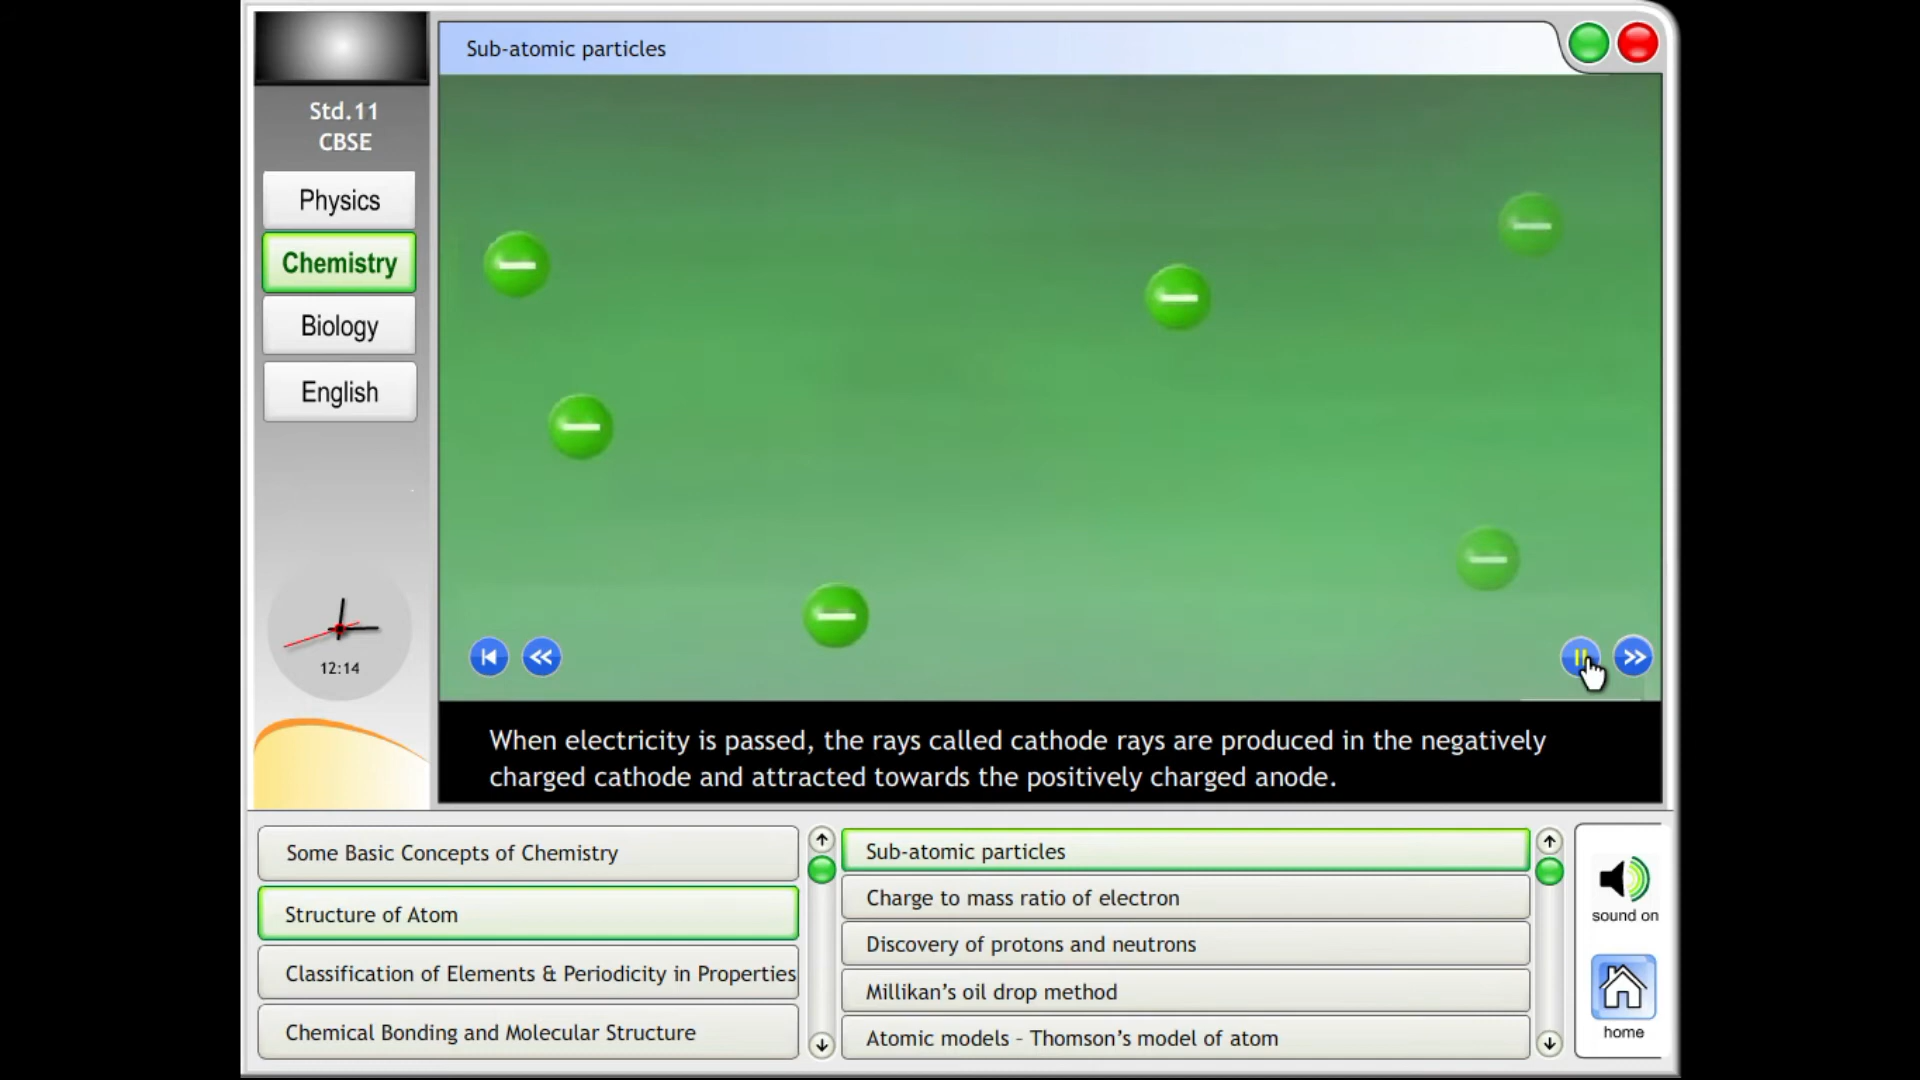 Sub-atomic particles
Std.11
CBSE
Physics
Chemistry
Biology
English
12:14
When electricity is passed, the rays called cathode rays are produced in the negatively
charged cathode and attracted towards the positively charged anode.
Some Basic Concepts of Chemistry
Structure of Atom
Classification of Elements & Periodicity in Properties
Chemical Bonding and Molecular Structure
Sub-atomic particles
Charge to mass ratio of electron
Discovery of protons and neutrons
Millikan’s oil drop method
Atomic models – Thomson’s model of atom
sound on
home